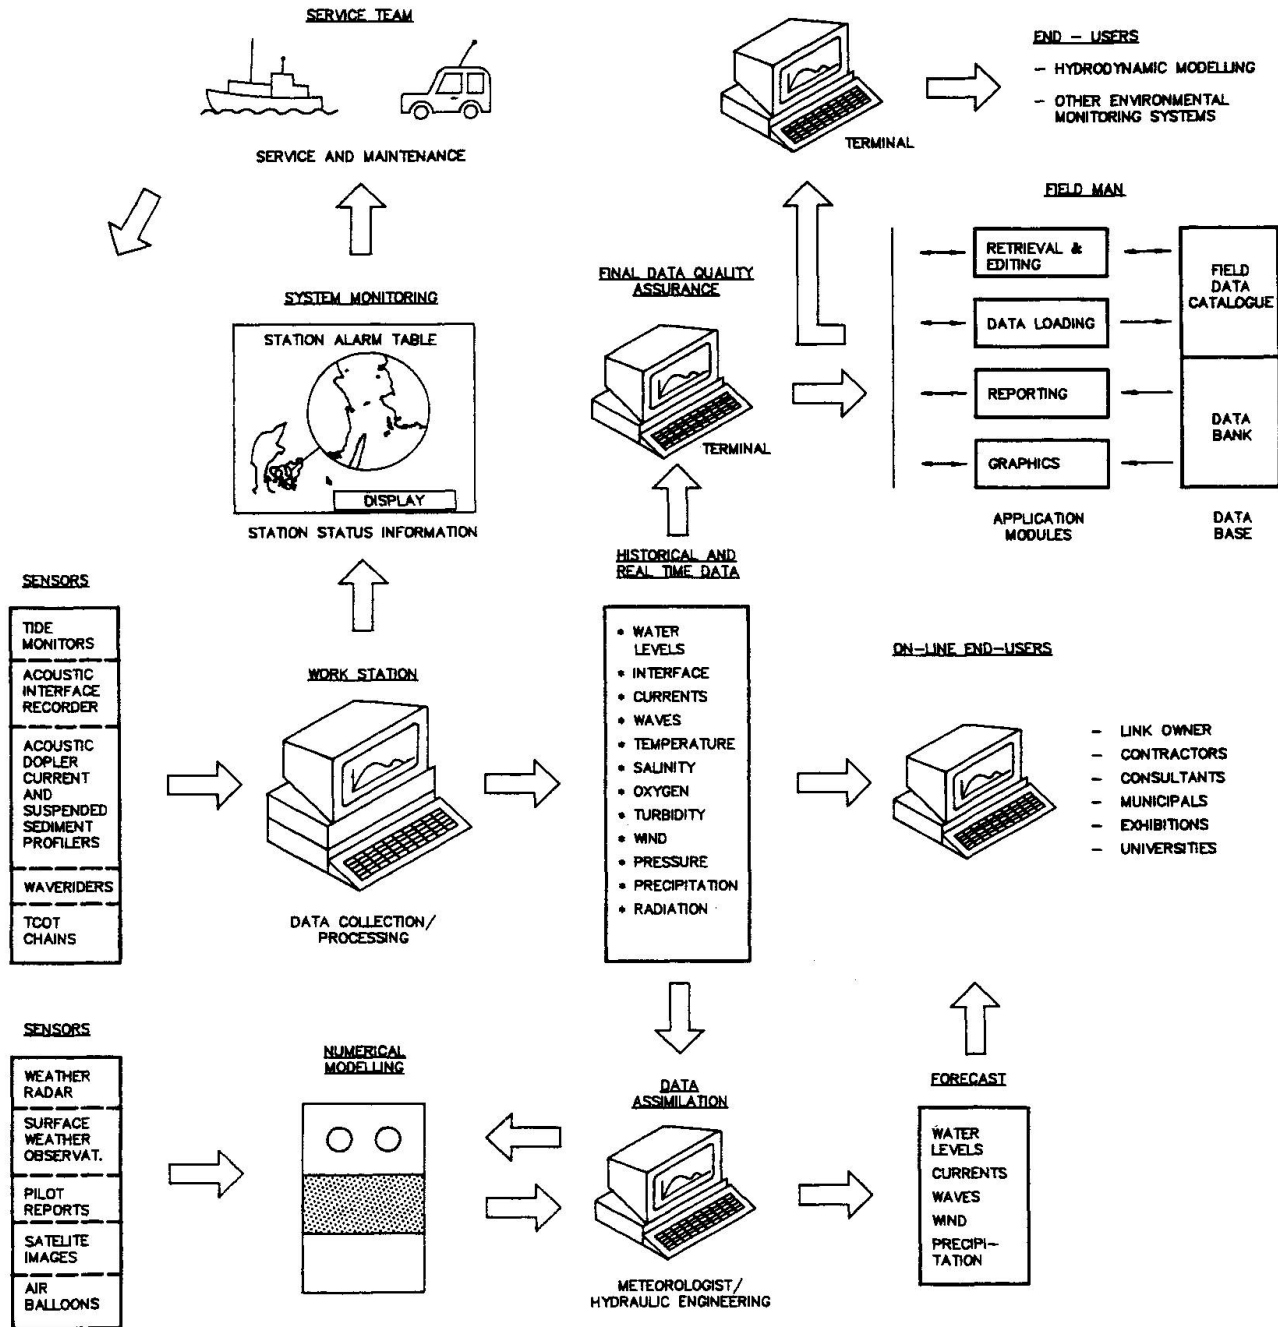 SERVICE TEAM
SERVICE AND MAINTENANCE
SYSTEM MONITORING
STATION ALARM TABLE
DISPLAY
STATION STATUS INFORMATION
TERMINAL
END - USERS
- HYDRODYNAMIC MODELLING
- OTHER ENVIRONMENTAL
MONITORING SYSTEMS
FINAL DATA QUALITY
ASSURANCE
TERMINAL
FIELD MAN
RETRIEVAL &
EDITING
DATA LOADING
REPORTING
GRAPHICS
APPLICATION
MODULES
FIELD
DATA
CATALOGUE
DATA
BANK
DATA
BASE
SENSORS
TIDE
MONITORS
ACOUSTIC
INTERFACE
RECORDER
ACOUSTIC
DOPLER
CURRENT
AND
SUSPENDED
SEDIMENT
PROFILERS
WAVERIDERS
TCOT
CHAINS
WORK STATION
DATA COLLECTION/
PROCESSING
HISTORICAL AND
REAL TIME DATA
* WATER
LEVELS
* INTERFACE
* CURRENTS
* WAVES
* TEMPERATURE
* SALINITY
* OXYGEN
* TURBIDITY
* WIND
* PRESSURE
* PRECIPITATION
* RADIATION
ON-LINE END-USERS
- LINK OWNER
- CONTRACTORS
- CONSULTANTS
- MUNICIPALS
- EXHIBITIONS
- UNIVERSITIES
SENSORS
WEATHER
RADAR
SURFACE
WEATHER
OBSERVAT.
PILOT
REPORTS
SATELITE
IMAGES
AIR
BALLOONS
NUMERICAL
MODELLING
DATA
ASSIMILATION
METEOROLOGIST/
HYDRAULIC ENGINEERING
FORECAST
WATER
LEVELS
CURRENTS
WAVES
WIND
PRECIPI-
TATION